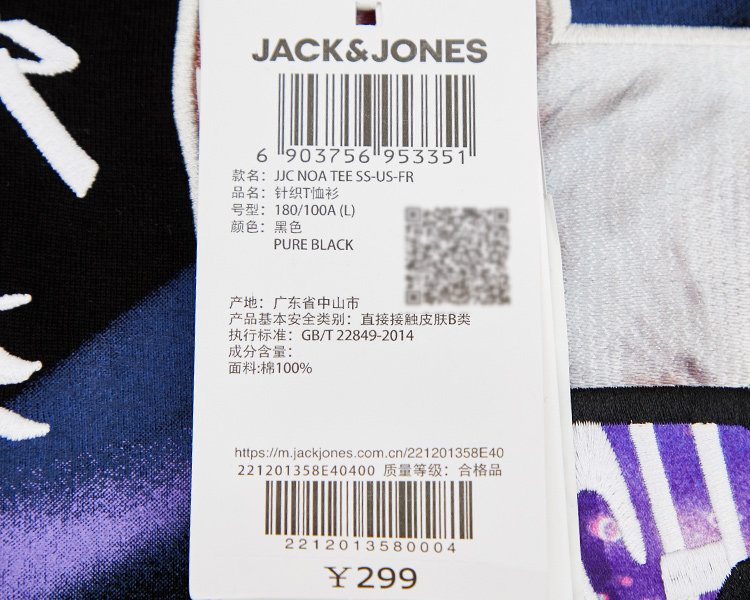 JACK&JONES
6 903756 953351
款名：JJC NOA TEE SS-US-FR
品名：针织T恤衫
号型：180/100A (L)
颜色：黑色
PURE BLACK
产地：广东省中山市
产品基本安全类别：直接接触皮肤B类
执行标准：GB/T 22849-2014
成分含量：
面料:棉100%
https://m.jackjones.com.cn/221201358E40
221201358E40400 质量等级：合格品
2212013580004
￥299